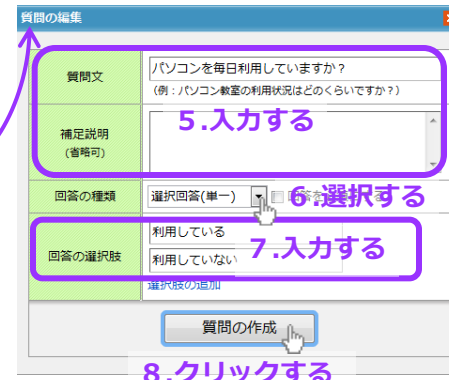 質問の編集
質問文
パソコンを毎日利用していますか？
(例：パソコン教室の利用状況はどのくらいですか？)
5.入力する
補足説明
(省略可)
回答の種類
選択回答(単一)
6.選択する
回答の選択肢
利用している
利用していない
7.入力する
選択肢の追加
質問の作成
8.クリックする